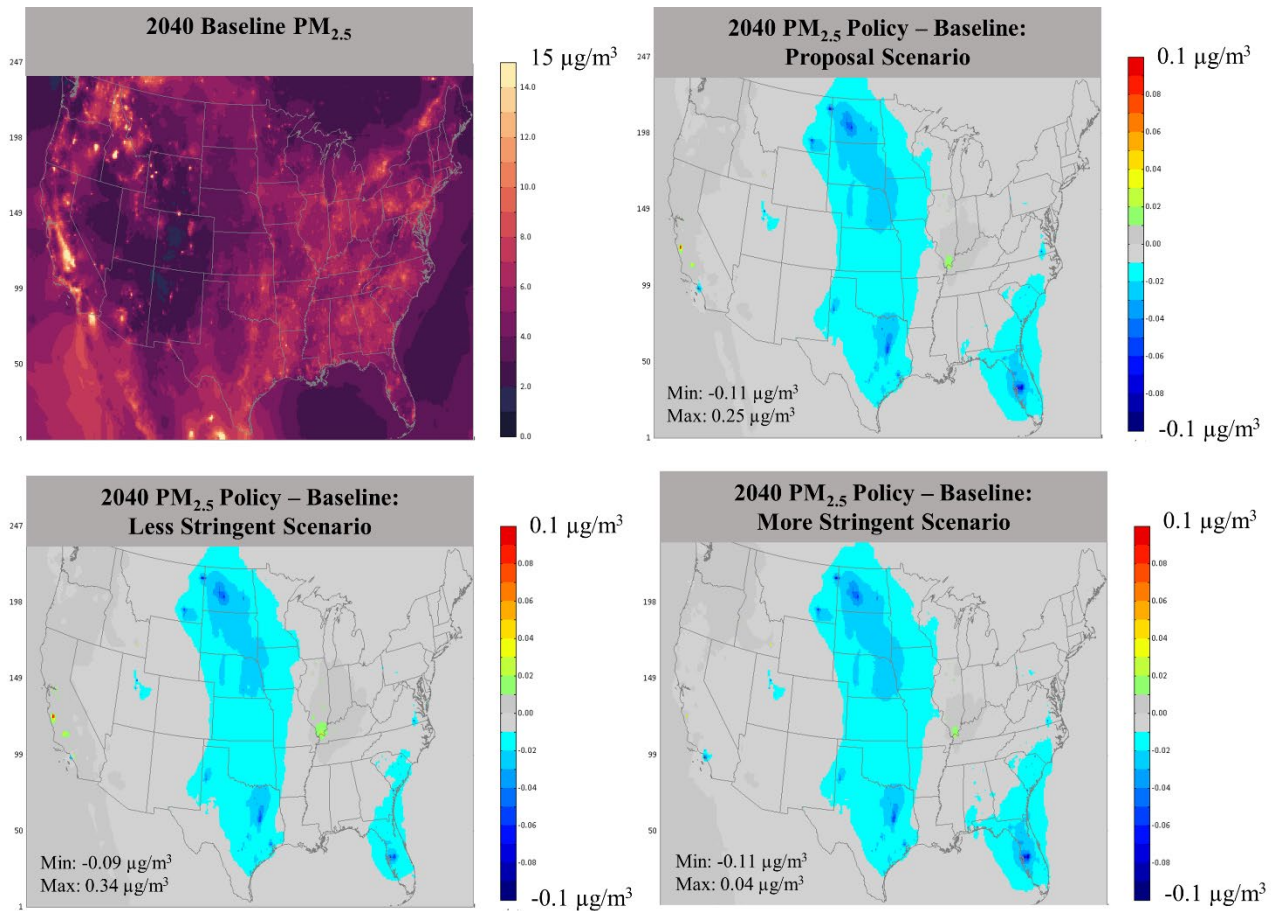 2040 Baseline PM2.5
15 µg/m3
247
198
149
99
50
1
14.0
12.0
10.0
8.0
6.0
4.0
2.0
0.0
2040 PM2.5 Policy – Baseline:
Proposal Scenario
0.1 µg/m3
247
198
149
99
50
1
0.08
0.06
0.04
0.02
0.00
-0.02
-0.04
-0.06
-0.08
-0.1 µg/m3
Min: -0.11 µg/m3
Max: 0.25 µg/m3
2040 PM2.5 Policy – Baseline:
Less Stringent Scenario
0.1 µg/m3
247
198
149
99
50
1
0.08
0.06
0.04
0.02
0.00
-0.02
-0.04
-0.06
-0.08
-0.1 µg/m3
Min: -0.09 µg/m3
Max: 0.34 µg/m3
2040 PM2.5 Policy – Baseline:
More Stringent Scenario
0.1 µg/m3
247
198
149
99
50
1
0.08
0.06
0.04
0.02
0.00
-0.02
-0.04
-0.06
-0.08
-0.1 µg/m3
Min: -0.11 µg/m3
Max: 0.04 µg/m3